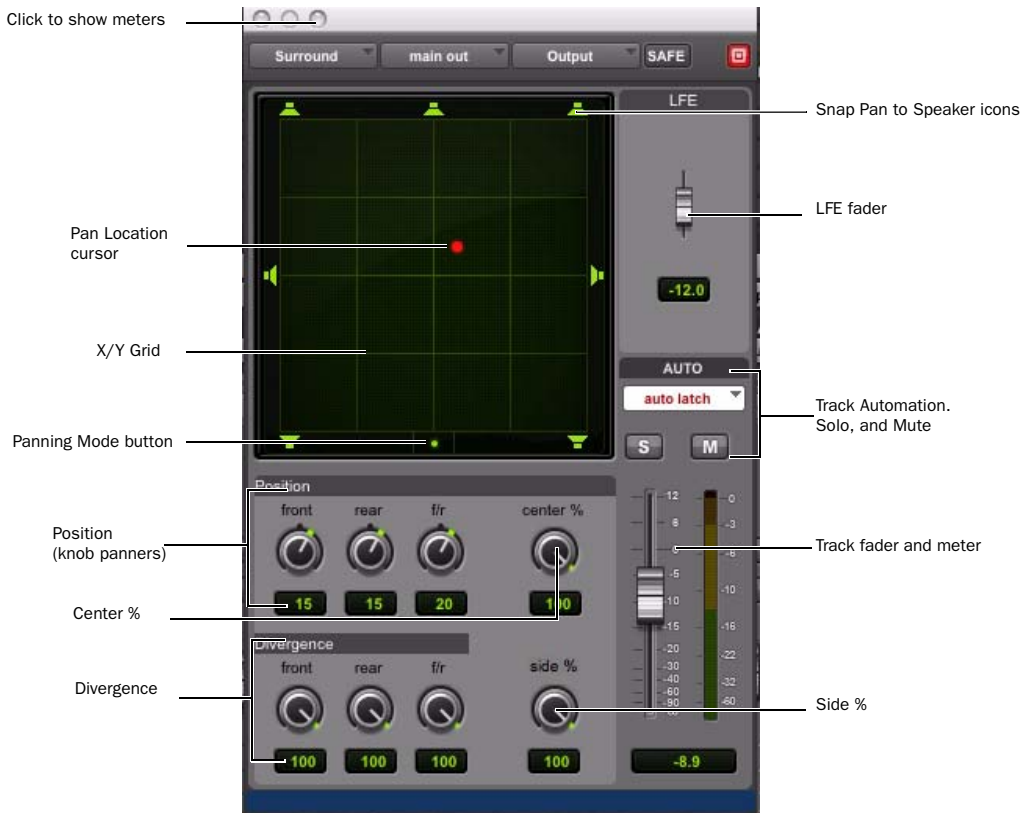 Click to show meters
Surround
main out
Output
SAFE
LFE
Snap Pan to Speaker icons
LFE fader
Pan Location
cursor
-12.0
X/Y Grid
AUTO
auto latch
Track Automation.
Solo, and Mute
Panning Mode button
S
M
Position
front
rear
f/r
center %
12
6
0
-5
-10
-15
-20
-30
-40
-60
-90
0
-3
-6
-10
-16
-22
-32
-60
Position
(knob panners)
Track fader and meter
15
15
20
100
Center %
Divergence
front
rear
f/r
side %
Divergence
Side %
100
100
100
100
-8.9